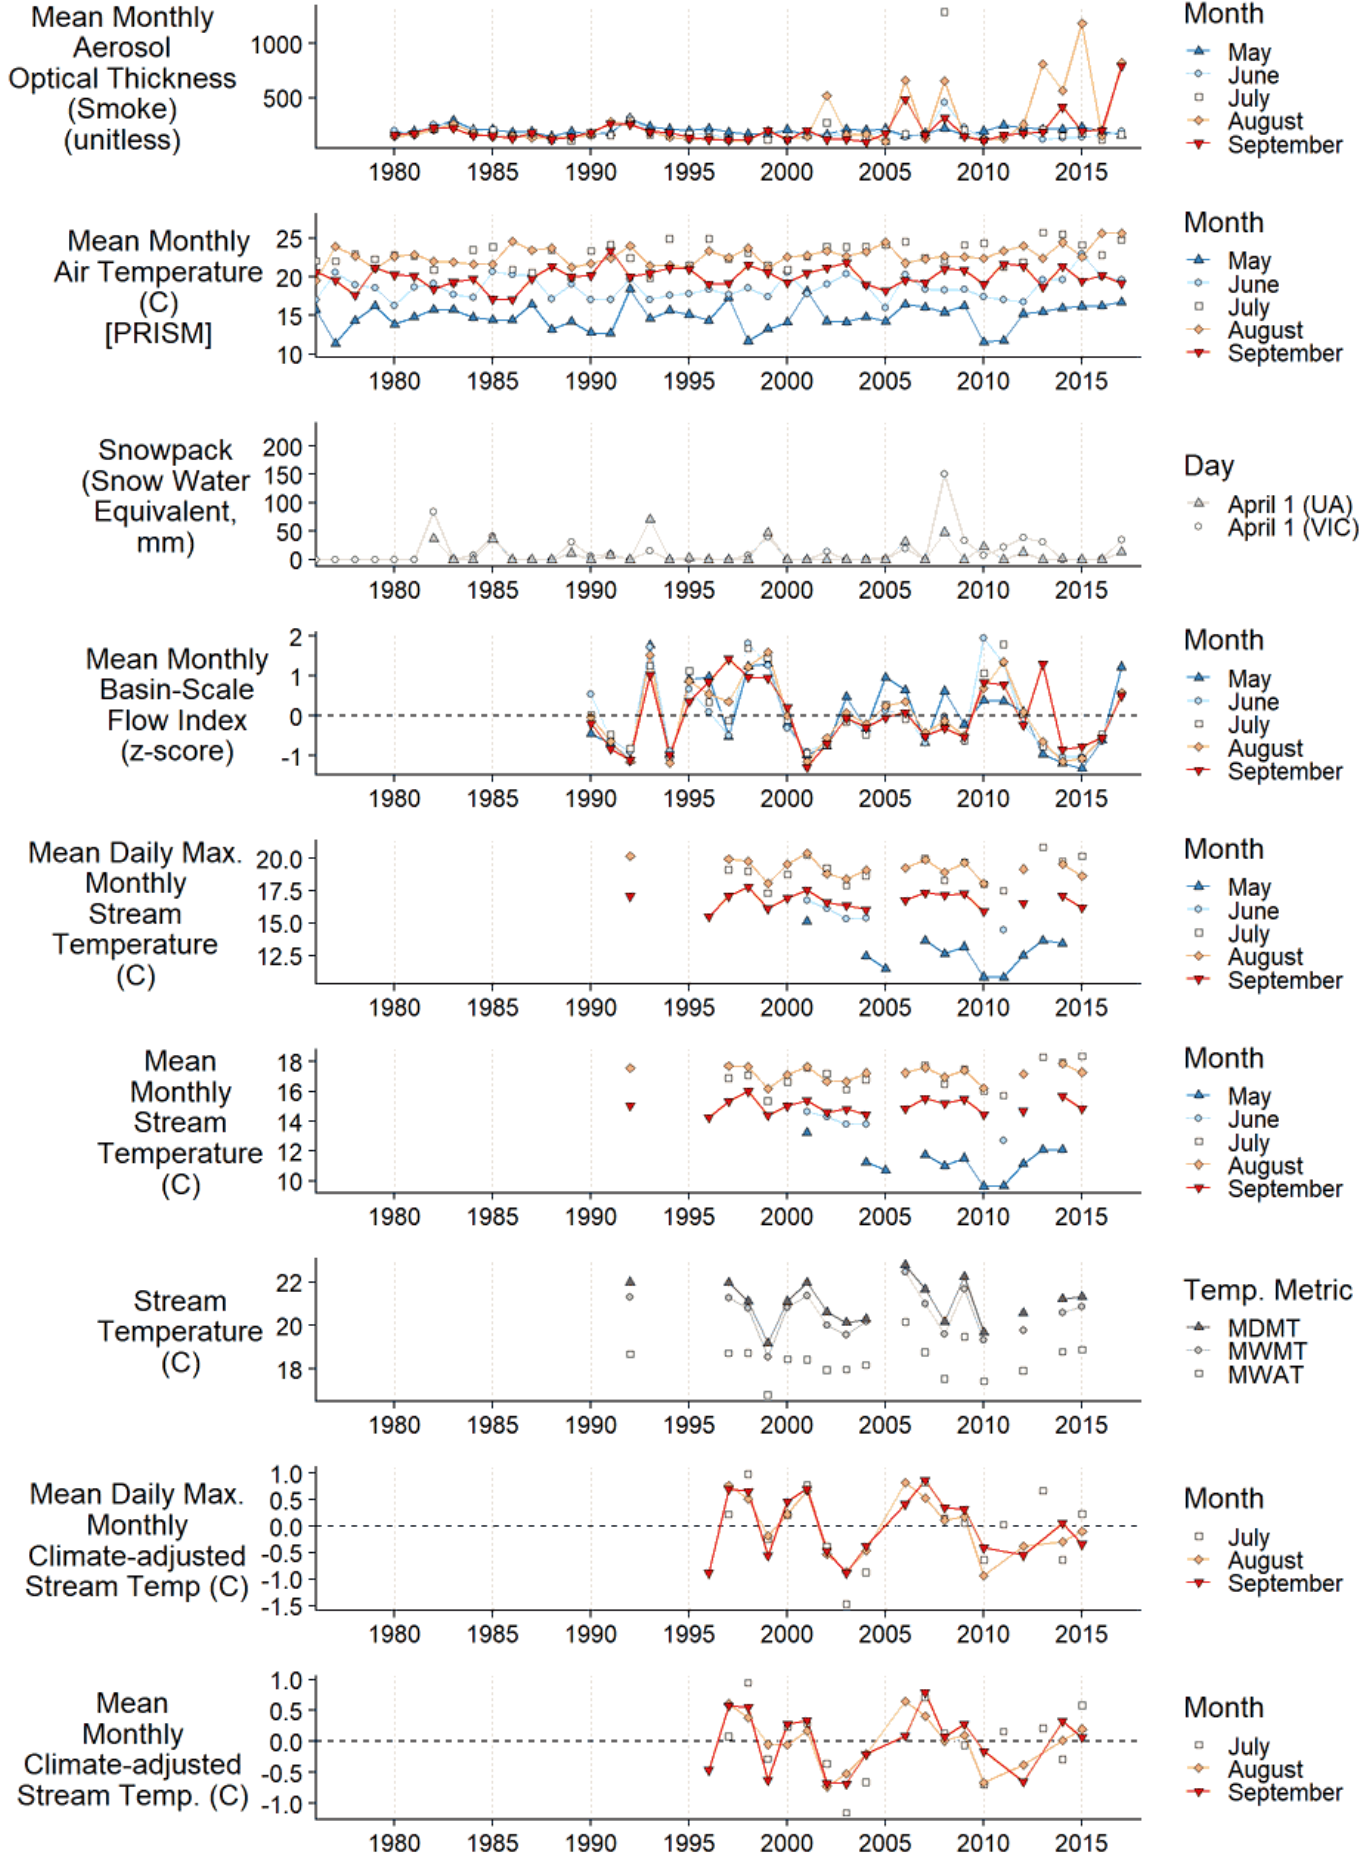 Mean Monthly
Aerosol
Optical Thickness
(Smoke)
(unitless)
1000
500
1980 1985 1990 1995 2000 2005 2010 2015
Month
May
June
July
August
September
Mean Monthly
Air Temperature
(C)
[PRISM]
25
20
15
10
1980 1985 1990 1995 2000 2005 2010 2015
Month
May
June
July
August
September
Snowpack
(Snow Water
Equivalent,
mm)
200
150
100
50
0
1980 1985 1990 1995 2000 2005 2010 2015
Day
April 1 (UA)
April 1 (VIC)
Mean Monthly
Basin-Scale
Flow Index
(z-score)
2
1
0
-1
1980 1985 1990 1995 2000 2005 2010 2015
Month
May
June
July
August
September
Mean Daily Max.
Monthly
Stream
Temperature
(C)
20.0
17.5
15.0
12.5
1980 1985 1990 1995 2000 2005 2010 2015
Month
May
June
July
August
September
Mean
Monthly
Stream
Temperature
(C)
18
16
14
12
10
1980 1985 1990 1995 2000 2005 2010 2015
Month
May
June
July
August
September
Stream
Temperature
(C)
22
20
18
1980 1985 1990 1995 2000 2005 2010 2015
Temp. Metric
MDMT
MWMT
MWAT
Mean Daily Max.
Monthly
Climate-adjusted
Stream Temp (C)
1.0
0.5
0.0
-0.5
-1.0
-1.5
1980 1985 1990 1995 2000 2005 2010 2015
Month
July
August
September
Mean
Monthly
Climate-adjusted
Stream Temp. (C)
1.0
0.5
0.0
-0.5
-1.0
1980 1985 1990 1995 2000 2005 2010 2015
Month
July
August
September